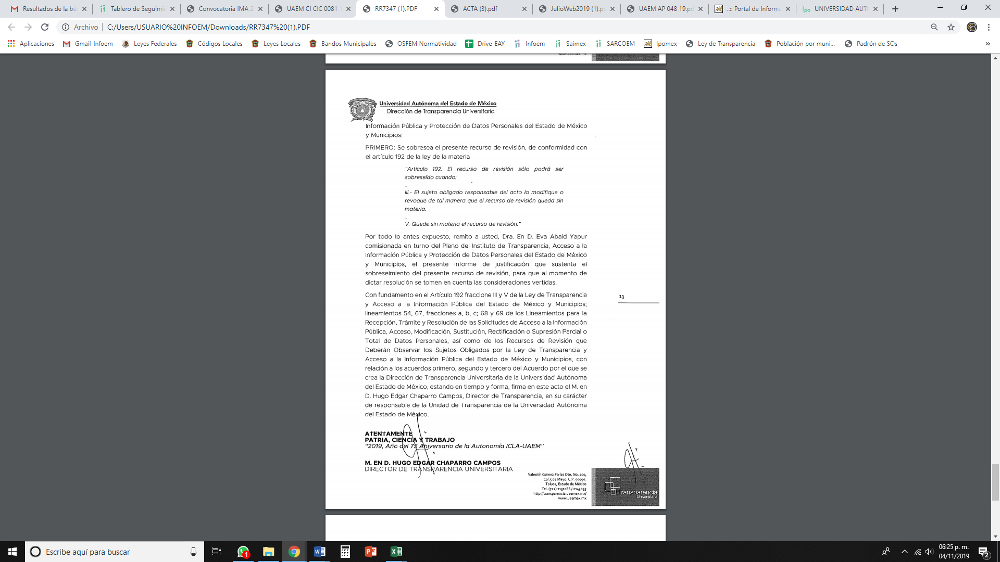 Resultados de la bú
Tablero de Seguimi
Convocatoria IMA 2
UAEM CI CIC 0081 1
RR7347 (1).PDF
ACTA (3).pdf
JulioWeb2019 (1).pd
UAEM AP 048 19.pd
..:: Portal de Informa
UNIVERSIDAD AUT
Archivo
C:/Users/USUARIO%20INFOEM/Downloads/RR7347%20(1).PDF
Aplicaciones
Gmail-Infoem
Leyes Federales
Códigos Locales
Leyes Locales
Bandos Municipales
OSFEM Normatividad
Drive-EAY
Infoem
Saimex
SARCOEM
Ipomex
Ley de Transparencia
Población por muni...
Padrón de SOs
»
www.uaemex.mx
Universidad Autónoma del Estado de México
Dirección de Transparencia Universitaria
Información Pública y Protección de Datos Personales del Estado de México
y Municipios:
PRIMERO: Se sobresea el presente recurso de revisión, de conformidad con
el artículo 192 de la ley de la materia
"Artículo 192. El recurso de revisión sólo podrá ser
sobreseído cuando:
...
III.- El sujeto obligado responsable del acto lo modifique o
revoque de tal manera que el recurso de revisión queda sin
materia.
...
V. Quede sin materia el recurso de revisión."
Por todo lo antes expuesto, remito a usted, Dra. En D. Eva Abaid Yapur
comisionada en turno del Pleno del Instituto de Transparencia, Acceso a la
Información Pública y Protección de Datos Personales del Estado de México
y Municipios, el presente informe de justificación que sustenta el
sobreseimiento del presente recurso de revisión, para que al momento de
dictar resolución se tomen en cuenta las consideraciones vertidas.
Con fundamento en el Artículo 192 fraccione III y V de la Ley de Transparencia
y Acceso a la Información Pública del Estado de México y Municipios;
lineamientos 54, 67, fracciones a, b, c; 68 y 69 de los Lineamientos para la
Recepción, Trámite y Resolución de las Solicitudes de Acceso a la Información
Pública, Acceso, Modificación, Sustitución, Rectificación o Supresión Parcial o
Total de Datos Personales, así como de los Recursos de Revisión que
Deberán Observar los Sujetos Obligados por la Ley de Transparencia y
Acceso a la Información Pública del Estado de México y Municipios, con
relación a los acuerdos primero, segundo y tercero del Acuerdo por el que se
crea la Dirección de Transparencia Universitaria de la Universidad Autónoma
del Estado de México, estando en tiempo y forma, firma en este acto el M. en
D. Hugo Edgar Chaparro Campos, Director de Transparencia, en su carácter
de responsable de la Unidad de Transparencia de la Universidad Autónoma
del Estado de México.
13
ATENTAMENTE
PATRIA, CIENCIA Y TRABAJO
"2019, Año del 75 Aniversario de la Autonomía ICLA-UAEM"
M. EN D. HUGO EDGAR CHAPARRO CAMPOS
DIRECTOR DE TRANSPARENCIA UNIVERSITARIA
Valentín Gómez Farías Ote. No. 200,
Col.5 de Mayo. C.P. 50090.
Toluca, Estado de México
Tel. (722) 2131086 / 2143055
http://transparencia.uaemex.mx/
www.uaemex.mx
Transparencia
Universitaria
Escribe aquí para buscar
1
06:25 p. m.
04/11/2019
2